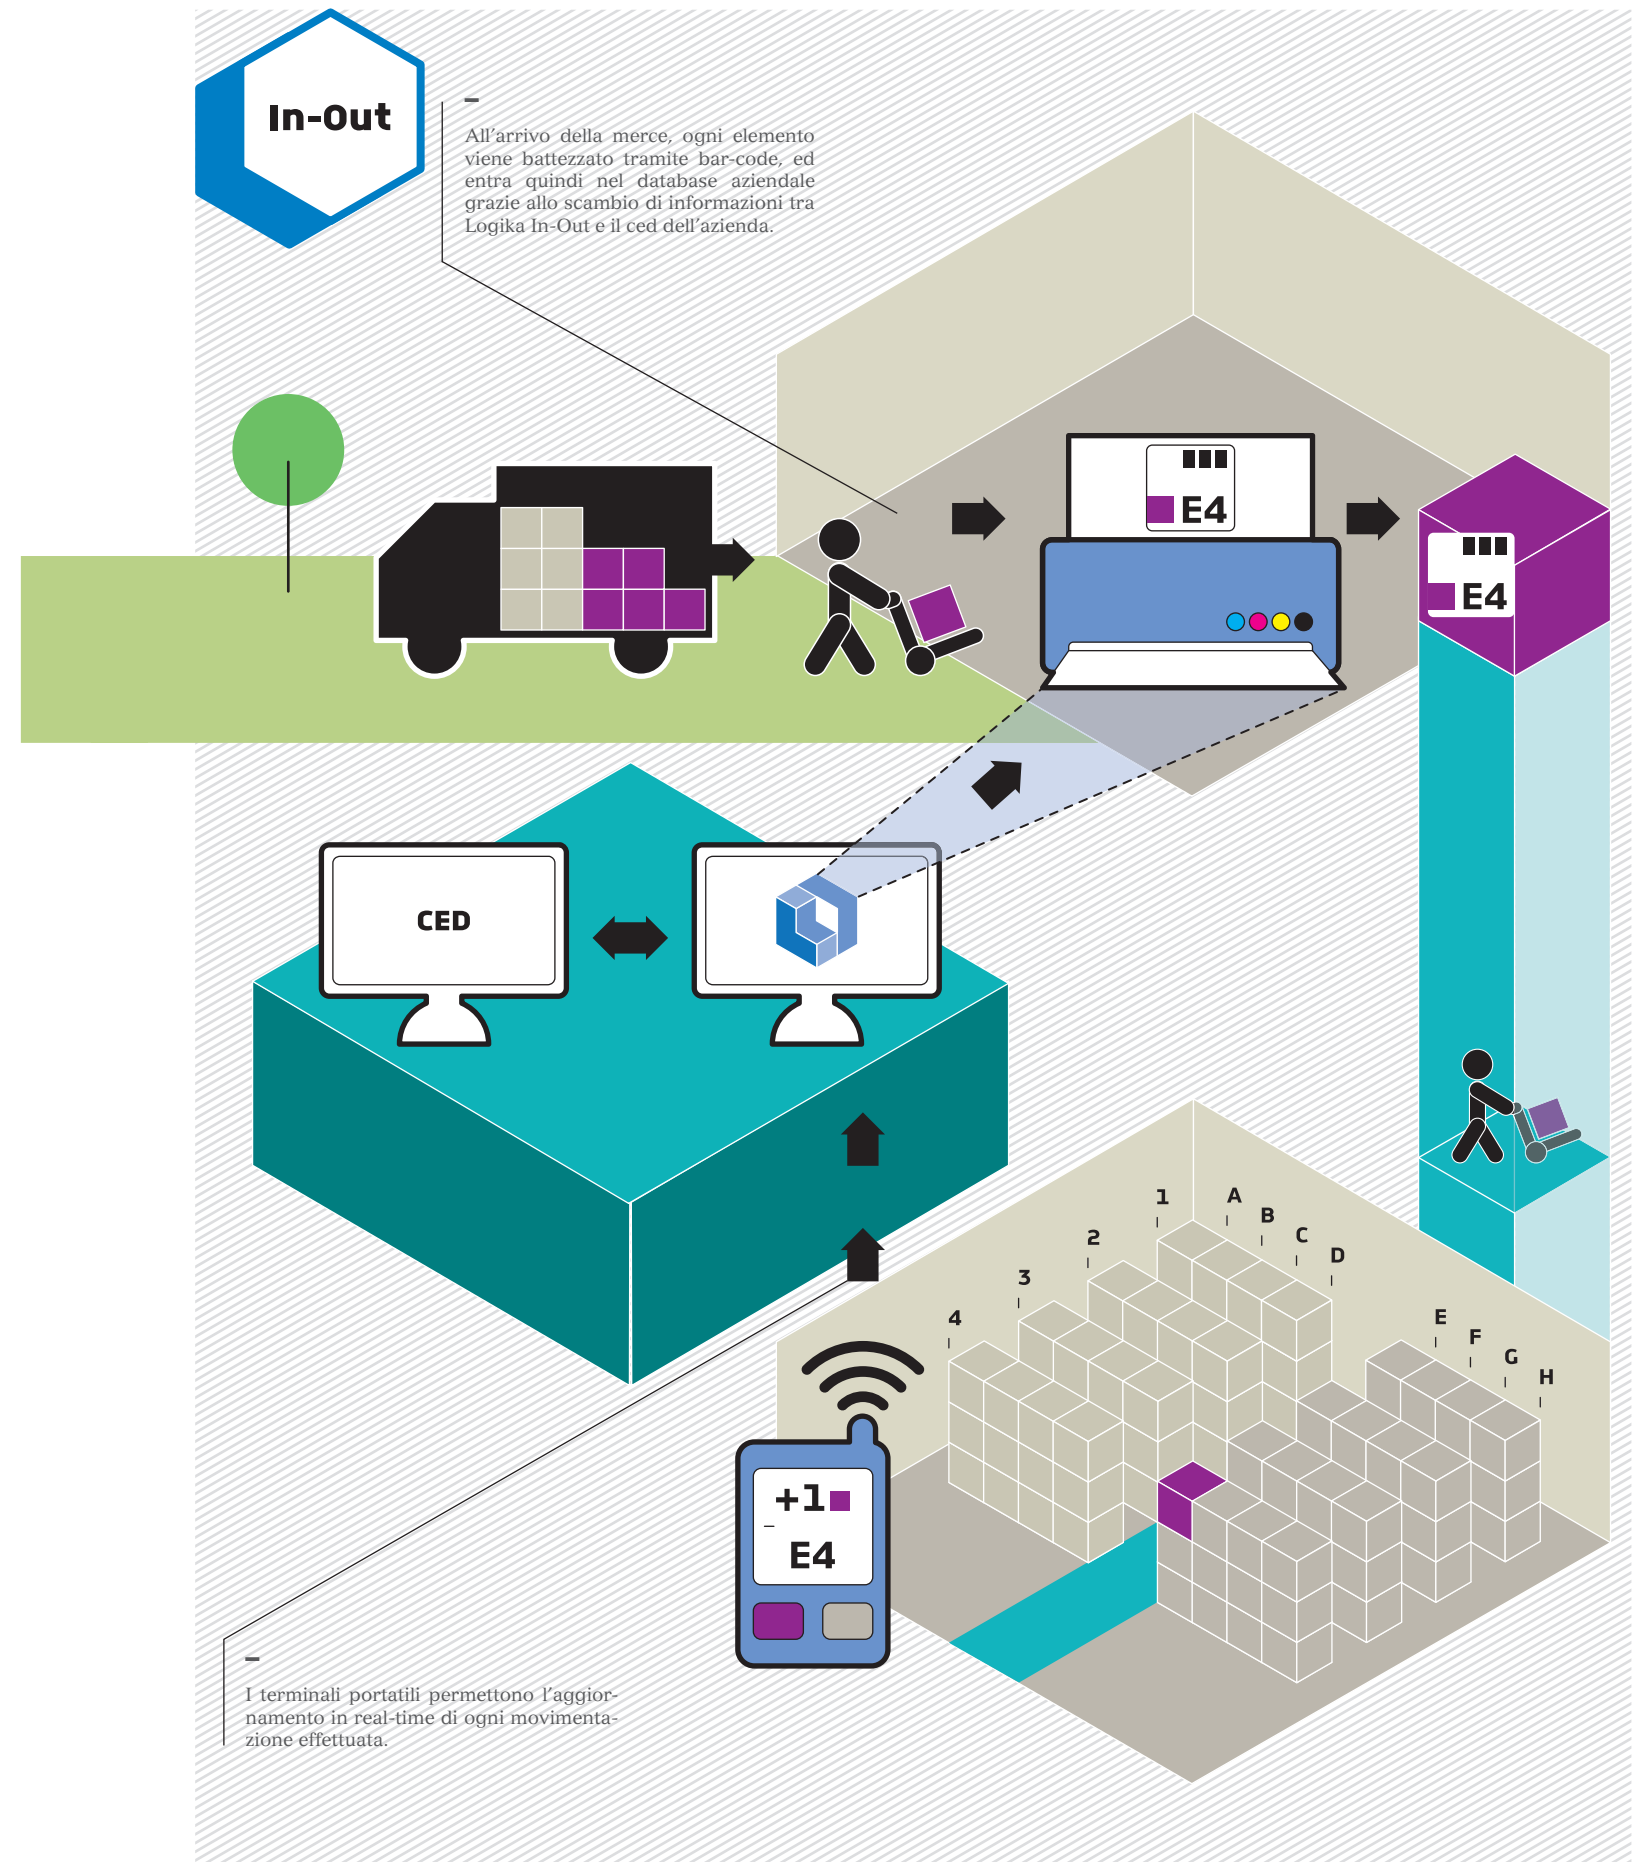 In-Out
–
All'arrivo della merce, ogni elemento
viene battezzato tramite bar-code, ed
entra quindi nel database aziendale
grazie allo scambio di informazioni tra
Logika In-Out e il ced dell'azienda.
E4
E4
CED
1
A
2
B
C
3
D
4
E
F
G
H
+1
–
E4
–
I terminali portatili permettono l'aggior-
namento in real-time di ogni movimenta-
zione effettuata.